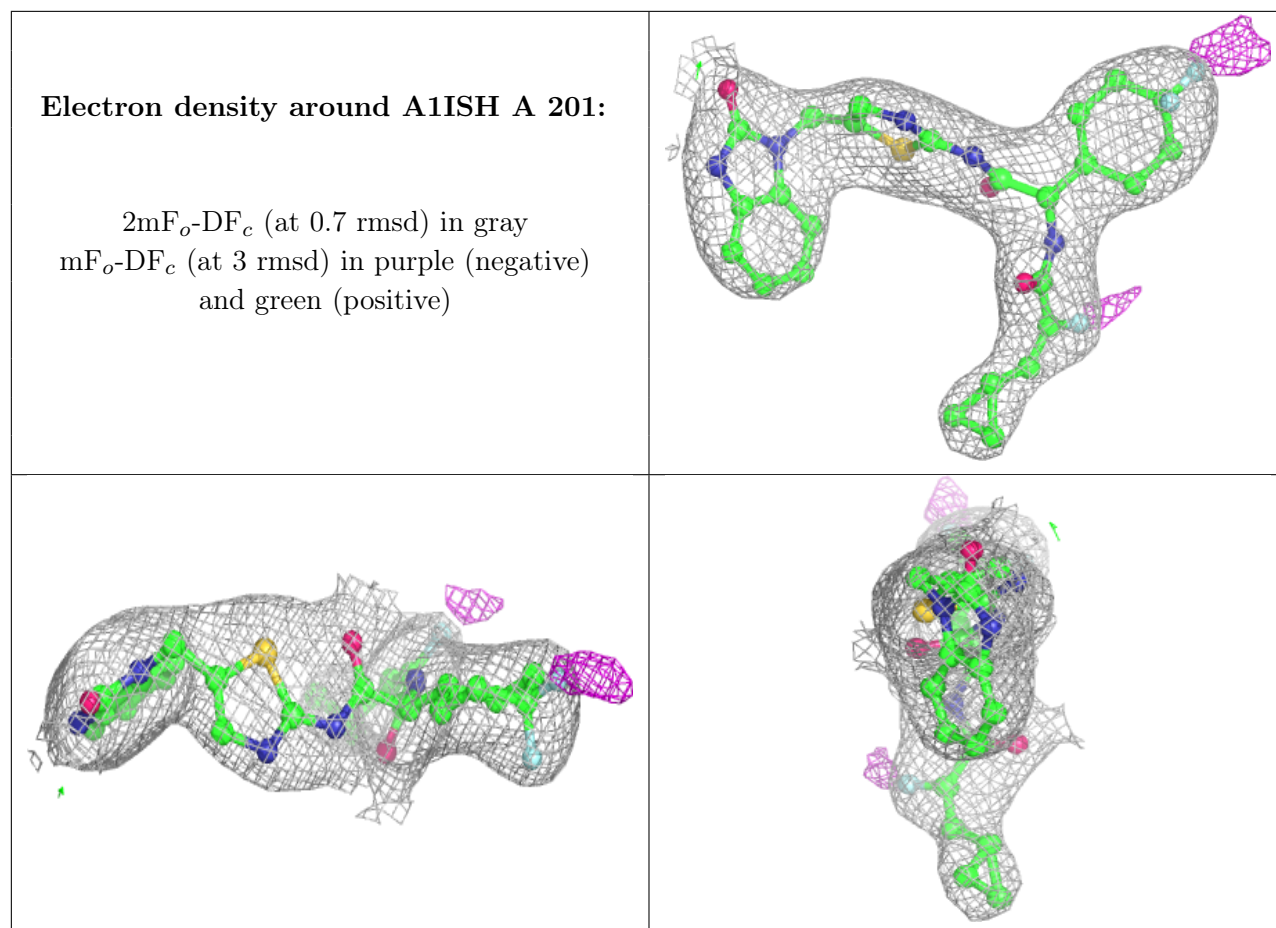 Electron density around A1ISH A 201:
2mFo-DFc (at 0.7 rmsd) in gray
mFo-DFc (at 3 rmsd) in purple (negative)
and green (positive)